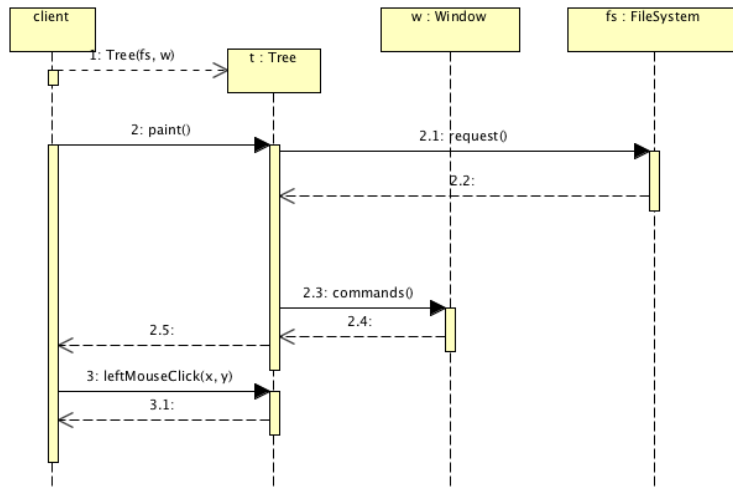 client
w : Window
fs : FileSystem
1: Tree(fs, w)
t : Tree
2: paint()
2.1: request()
2.2:
2.3: commands()
2.4:
2.5:
3: leftMouseClick(x, y)
3.1: